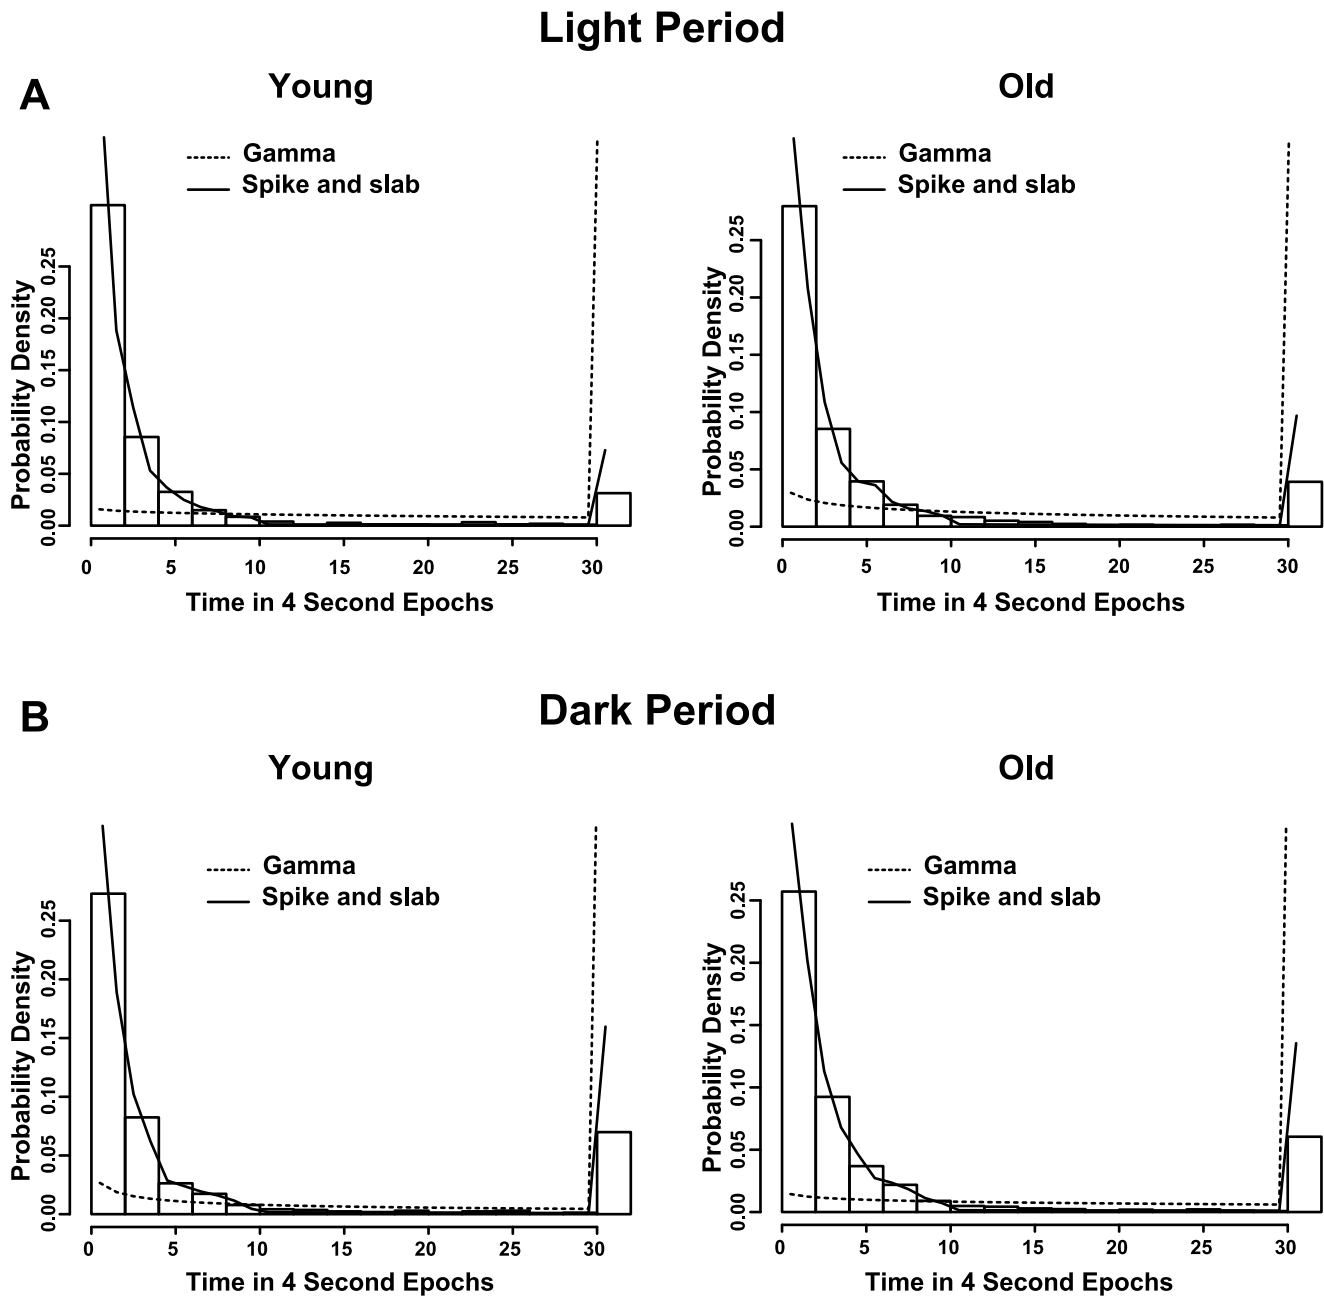 Light Period
A
Young
Old
Gamma
Spike and slab
Gamma
Spike and slab
Probability Density
0.00 0.05 0.10 0.15 0.20 0.25
0 5 10 15 20 25 30
Time in 4 Second Epochs
Probability Density
0.00 0.05 0.10 0.15 0.20 0.25
0 5 10 15 20 25 30
Time in 4 Second Epochs
Dark Period
B
Young
Old
Gamma
Spike and slab
Gamma
Spike and slab
Probability Density
0.00 0.05 0.10 0.15 0.20 0.25
0 5 10 15 20 25 30
Time in 4 Second Epochs
Probability Density
0.00 0.05 0.10 0.15 0.20 0.25
0 5 10 15 20 25 30
Time in 4 Second Epochs